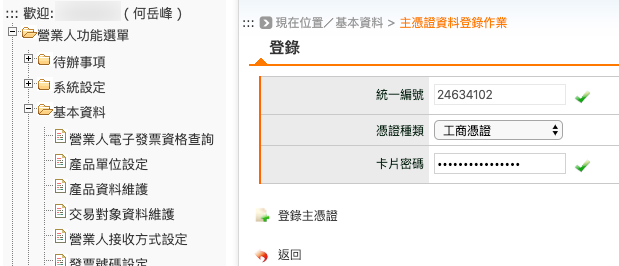 ::: 歡迎: ( 何岳峰 )
營業人功能選單
待辦事項
系統設定
基本資料
營業人電子發票資格查詢
產品單位設定
產品資料維護
交易對象資料維護
營業人接收方式設定
發票號碼設定
::: 現在位置／基本資料 > 主憑證資料登錄作業
登錄
統一編號 24634102
憑證種類 工商憑證
卡片密碼 ••••••••••••••••
登錄主憑證
返回